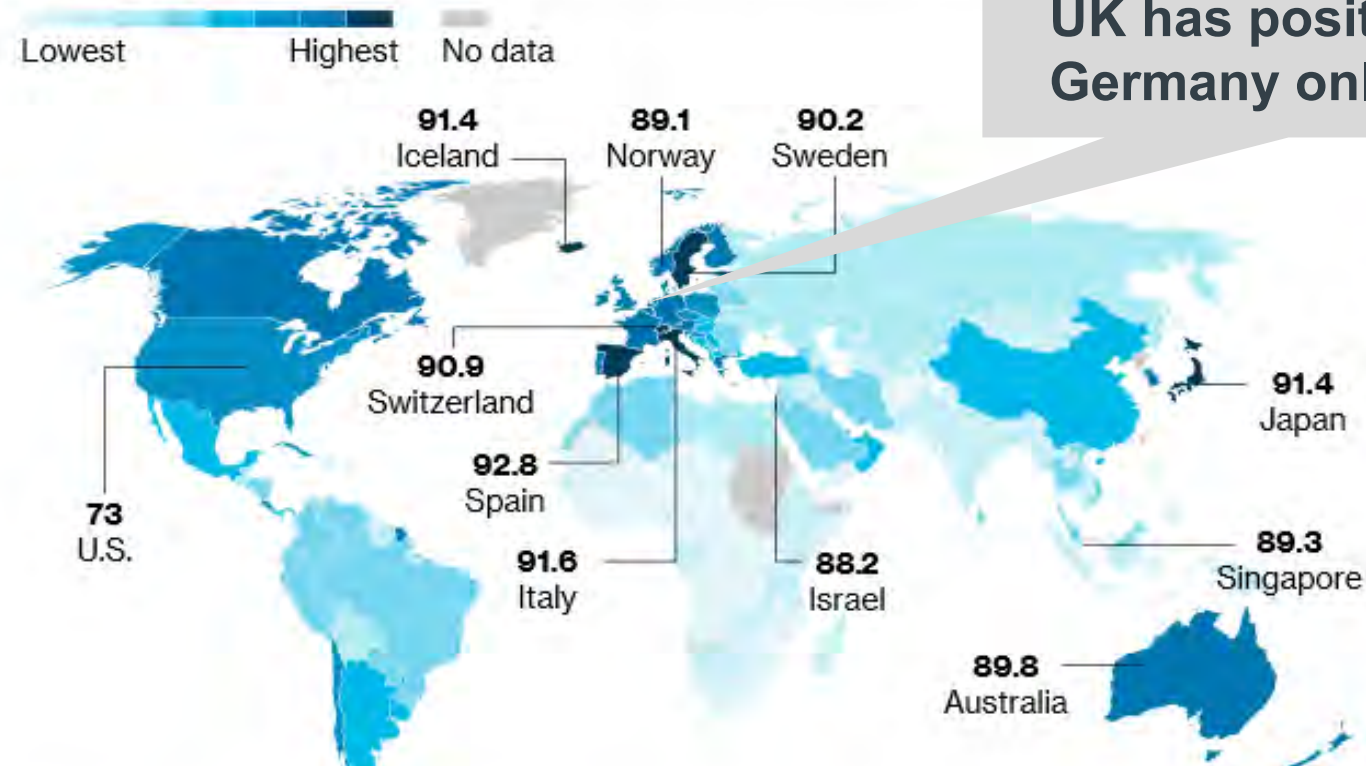 UK has
Germany
Lowest Highest No data
91.4
Iceland
89.1
Norway
90.2
Sweden
90.9
Switzerland
91.4
Japan
92.8
Spain
73
U.S.
91.6
Italy
88.2
Israel
89.3
Singapore
89.8
Australia